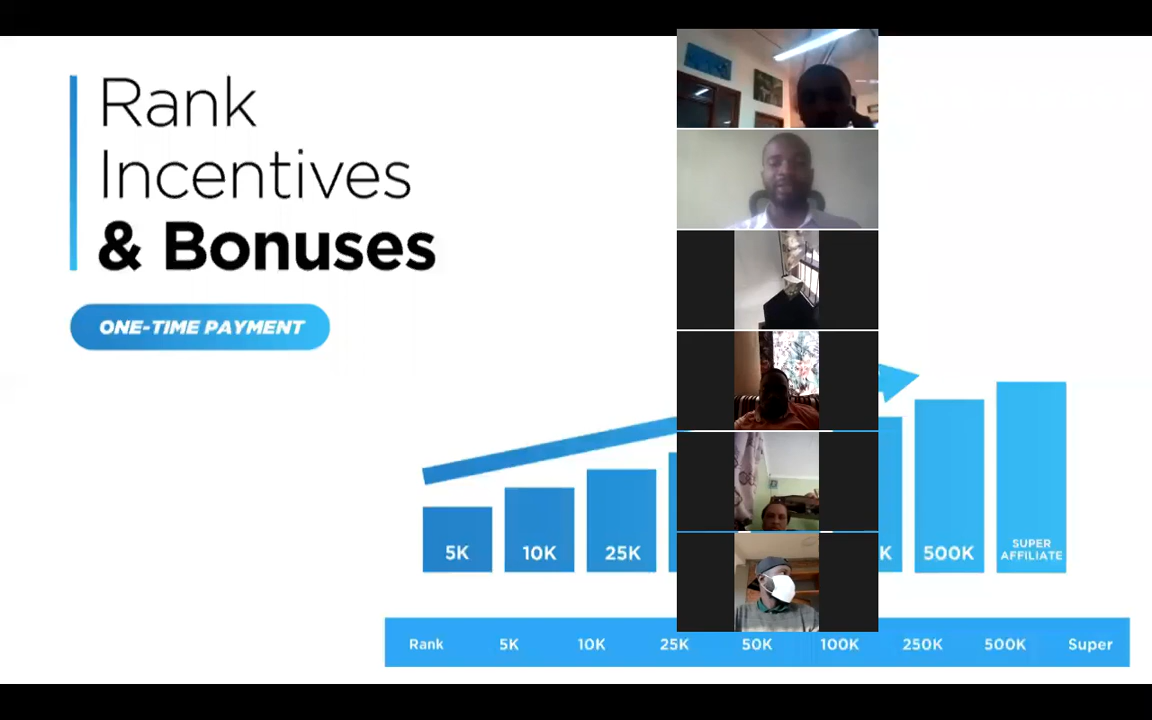 Rank
Incentives
& Bonuses
ONE-TIME PAYMENT
5K
10K
25K
K
500K
SUPER
AFFILIATE
Rank 5K 10K 25K 50K 100K 250K 500K Super